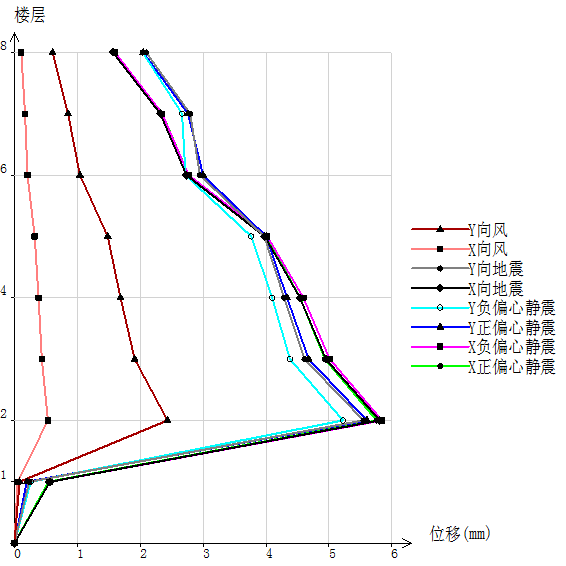 楼层
8
6
4
2
1
0 1 2 3 4 5 6
位移(mm)
Y向风
X向风
Y向地震
X向地震
Y负偏心静震
Y正偏心静震
X负偏心静震
X正偏心静震